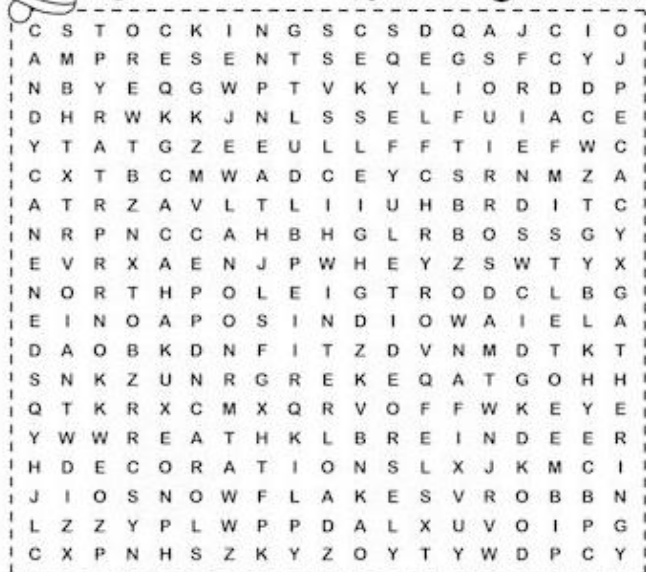 C S T O C K I N G S C S D Q A J C I O
A M P R E S E N T S E Q E G S F C Y J
N B Y E Q G W P T V K Y L I O R D D P
D H R W K K J N L S S E L F U I A C E
Y T A T G Z E E U L L F F T I E F W C
C X T B C M W A D C E Y C S R N M Z A
A T R Z A V L T L I I U H B R D I T C
N R P N C C A H B H G L R B O S S G Y
E V R X A E N J P W H E Y Z S W T Y X
N O R T H P O L E I G T R O D C L B G
E I N O A P O S I N D I O W A I E L A
D A O B K D N F I T Z D V N M D T K T
S N K Z U N R G R E K E Q A T G O H H
Q T K R X C M X Q R V O F F W K E Y E
Y W W R E A T H K L B R E I N D E E R
H D E C O R A T I O N S L X J K M C I
J I O S N O W F L A K E S V R O B B N
L Z Z Y P L W P P D A L X U V O I P G
C X P N H S Z K Y Z O Y T Y W D P C Y